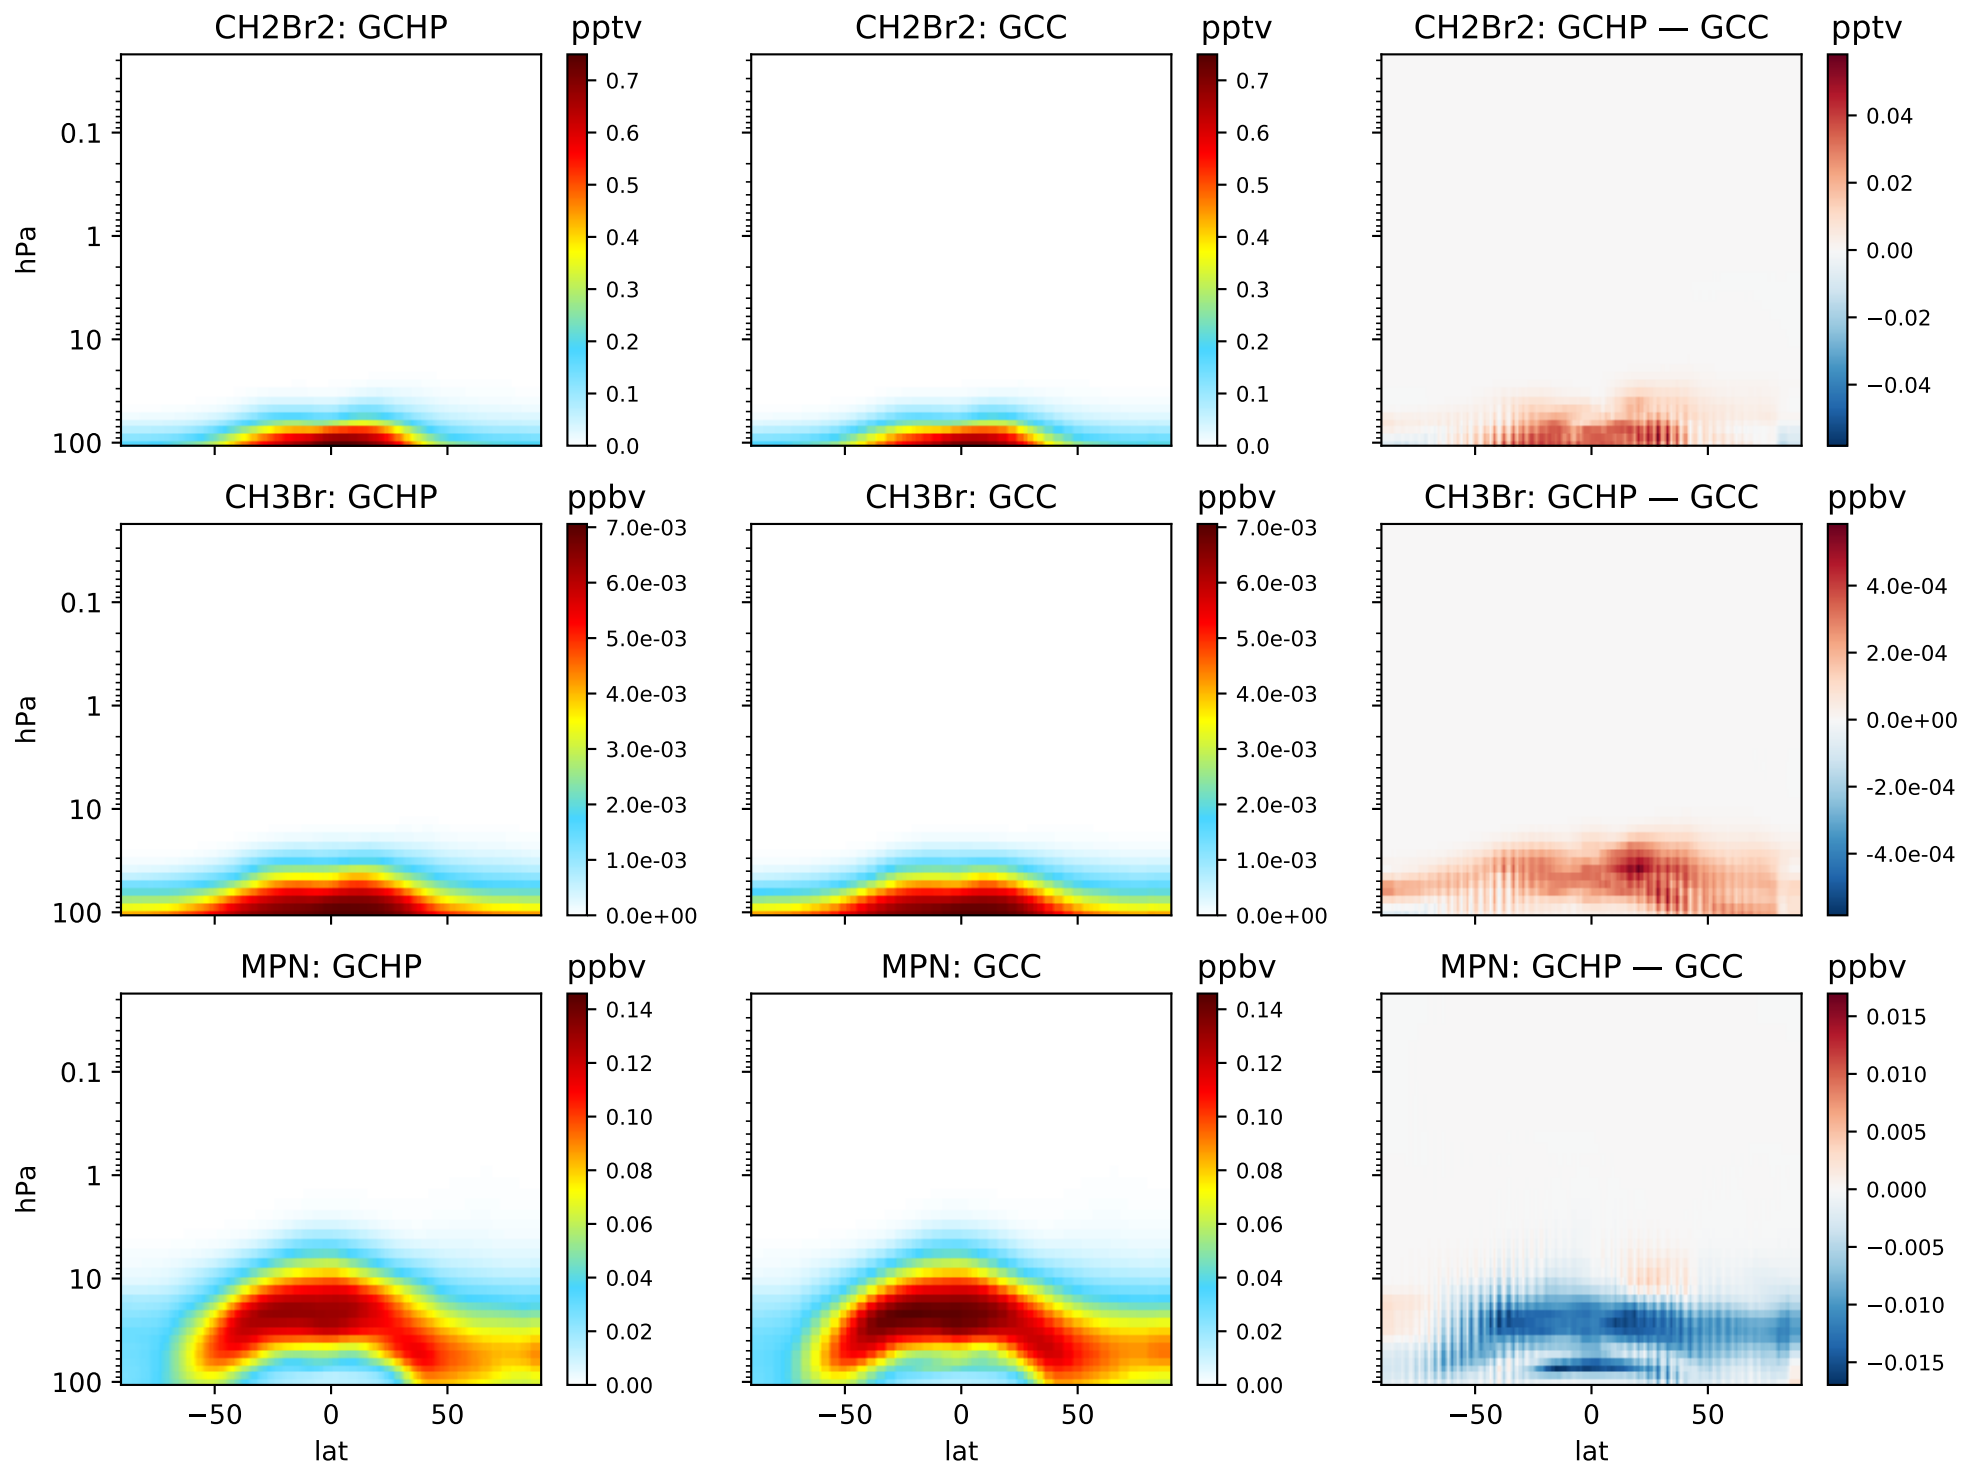 CH2Br2: GCHP pptv CH2Br2: GCC pptv CH2Br2: GCHP — GCC pptv
0.7 0.7
0.04
0.1 0.6 0.6
0.5 0.5 0.02
hPa 1 0.4 0.4 0.00
0.3 0.3
−0.02
10 0.2 0.2
0.1 0.1 −0.04
100 0.0 0.0
CH3Br: GCHP ppbv CH3Br: GCC ppbv CH3Br: GCHP — GCC ppbv
7.0e-03 7.0e-03
0.1 6.0e-03 6.0e-03 4.0e-04
5.0e-03 5.0e-03 2.0e-04
hPa 1 4.0e-03 4.0e-03
3.0e-03 3.0e-03 0.0e+00
10 2.0e-03 2.0e-03 -2.0e-04
1.0e-03 1.0e-03 -4.0e-04
100 0.0e+00 0.0e+00
MPN: GCHP ppbv MPN: GCC ppbv MPN: GCHP — GCC ppbv
0.14 0.14 0.015
0.1 0.12 0.12 0.010
0.10 0.10 0.005
hPa 1 0.08 0.08 0.000
0.06 0.06 −0.005
10 0.04 0.04 −0.010
0.02 0.02
−0.015
100 0.00 0.00
−50 0 50 −50 0 50 −50 0 50
lat lat lat